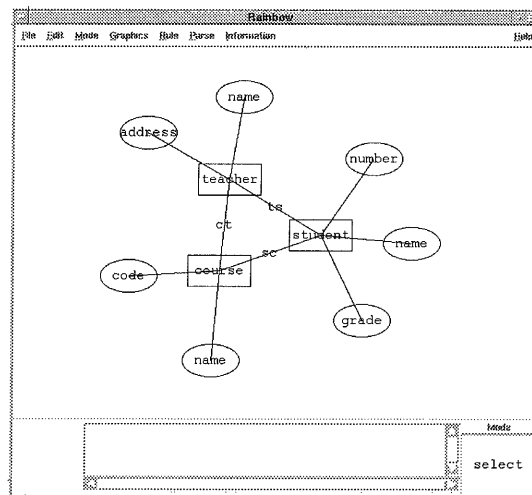 Rainbow
File Edit Mode Graphics Rule Parse Information Help
name
address
number
teacher
ts
ct
student
name
sc
course
code
grade
name
Mode
select